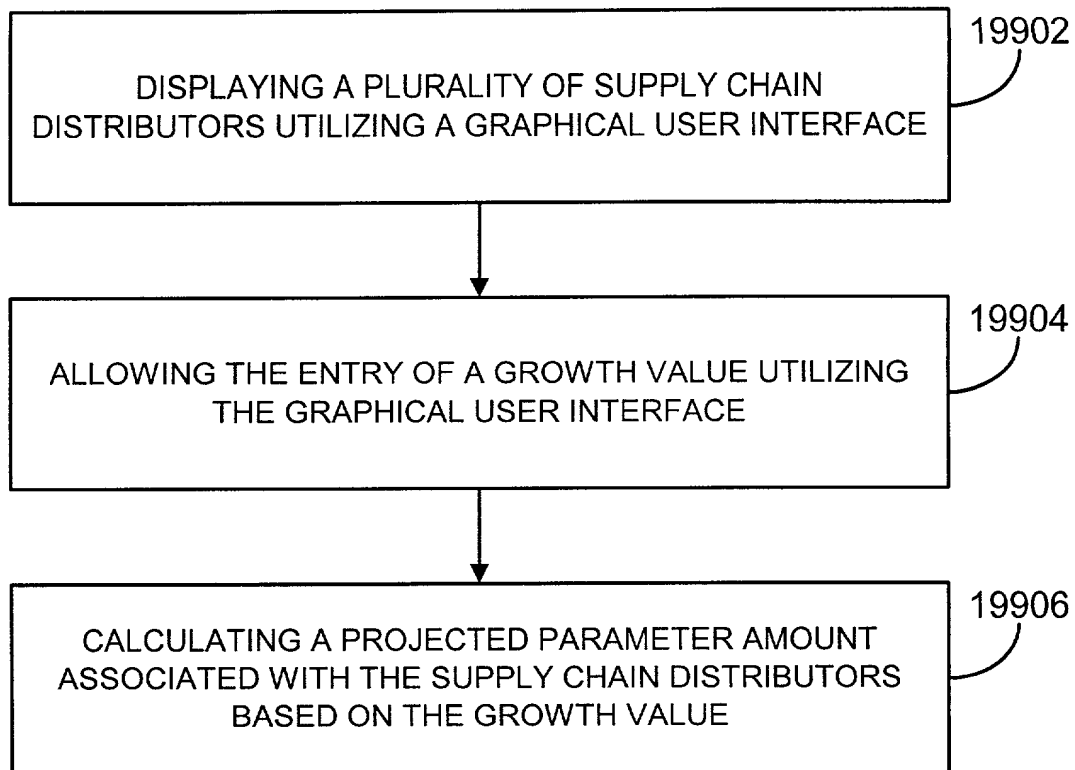 19902
DISPLAYING A PLURALITY OF SUPPLY CHAIN
DISTRIBUTORS UTILIZING A GRAPHICAL USER INTERFACE
19904
ALLOWING THE ENTRY OF A GROWTH VALUE UTILIZING
THE GRAPHICAL USER INTERFACE
19906
CALCULATING A PROJECTED PARAMETER AMOUNT
ASSOCIATED WITH THE SUPPLY CHAIN DISTRIBUTORS
BASED ON THE GROWTH VALUE